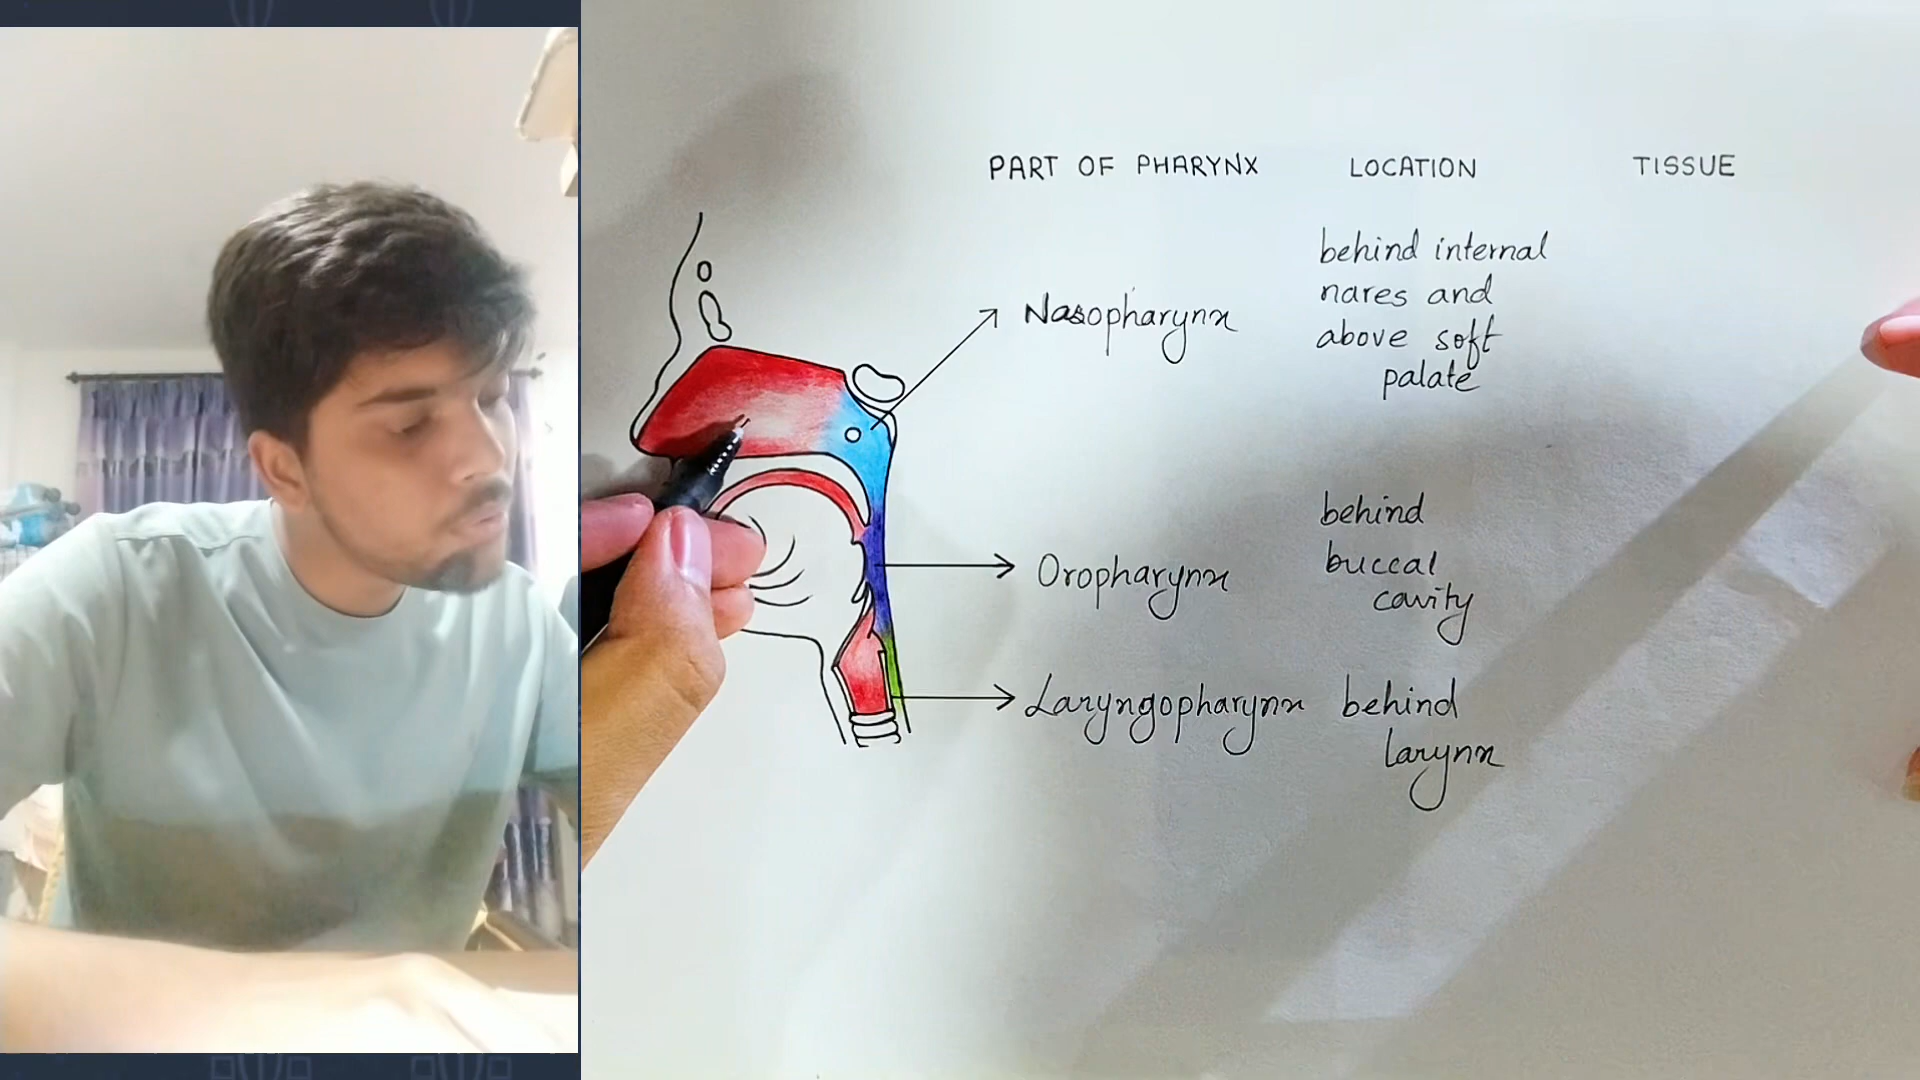 PART OF PHARYNX LOCATION TISSUE
behind internal
nares and
above soft
palate
Nasopharynx
behind
buccal
cavity
Oropharynx
Laryngopharynx
behind
larynx